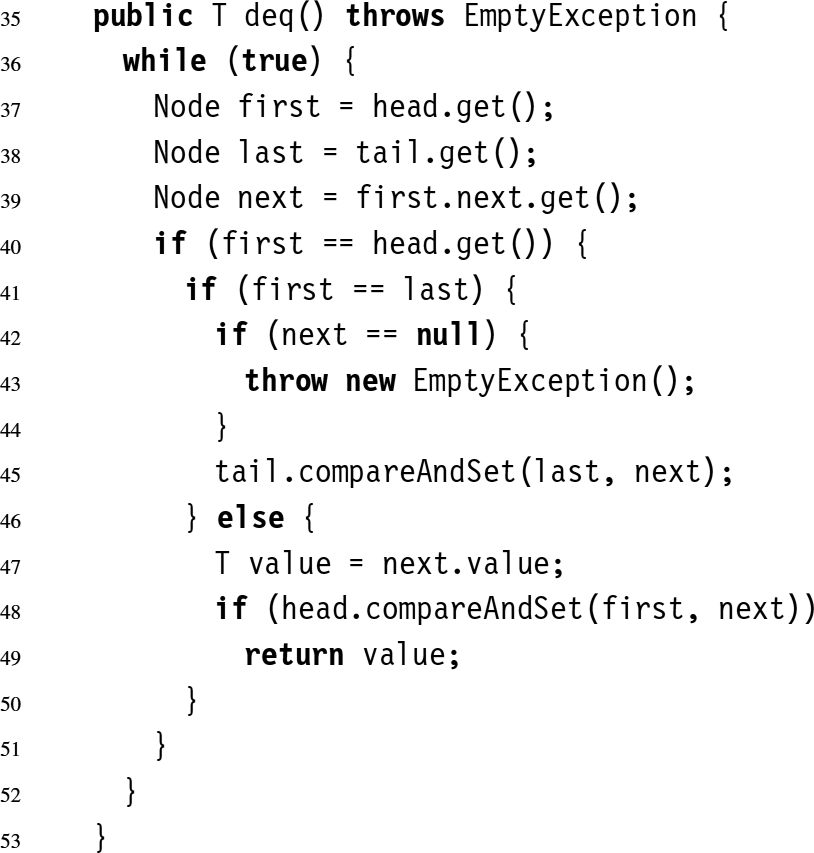 35 public T deq() throws EmptyException {
36 while (true) {
37 Node first = head.get();
38 Node last = tail.get();
39 Node next = first.next.get();
40 if (first == head.get()) {
41 if (first == last) {
42 if (next == null) {
43 throw new EmptyException();
44 }
45 tail.compareAndSet(last, next);
46 } else {
47 T value = next.value;
48 if (head.compareAndSet(first, next))
49 return value;
50 }
51 }
52 }
53 }